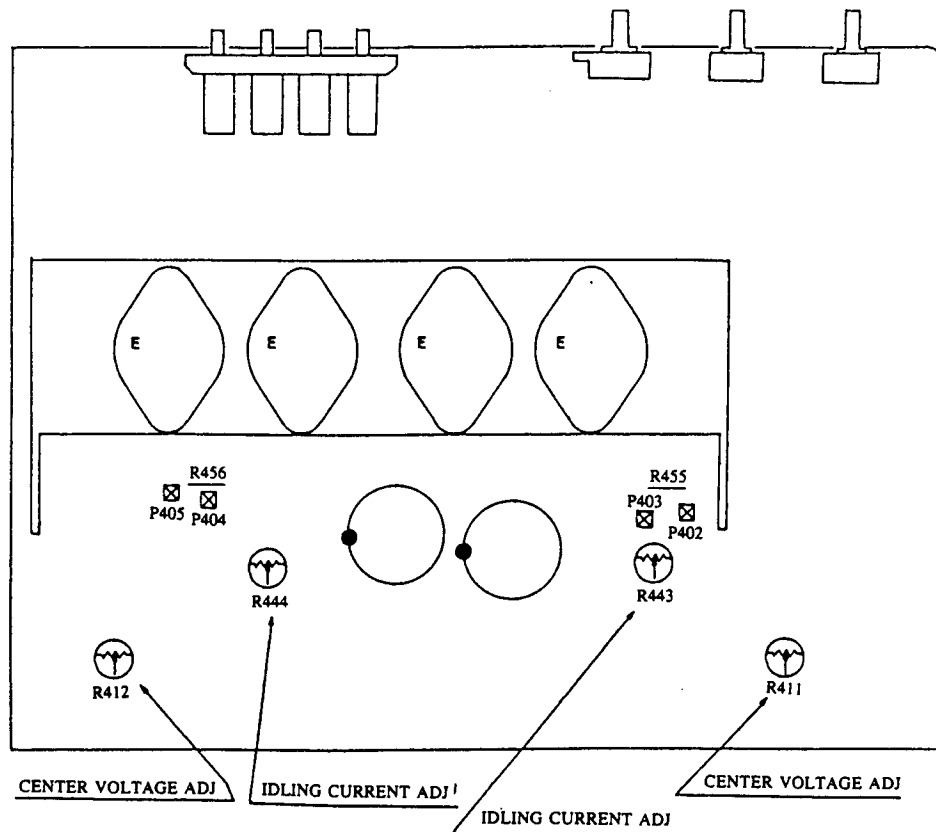 E E E E
R456
R455
P405 P404
P403
P402
R444
R443
R412
R411
CENTER VOLTAGE ADJ
IDLING CURRENT ADJ
IDLING CURRENT ADJ
CENTER VOLTAGE ADJ